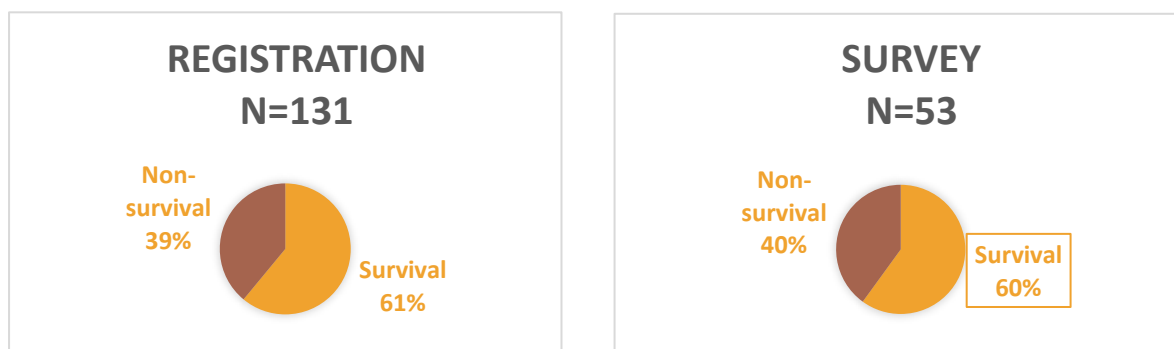 REGISTRATION
N=131
Non-
survival
39%
Survival
61%
SURVEY
N=53
Non-
survival
40%
Survival
60%